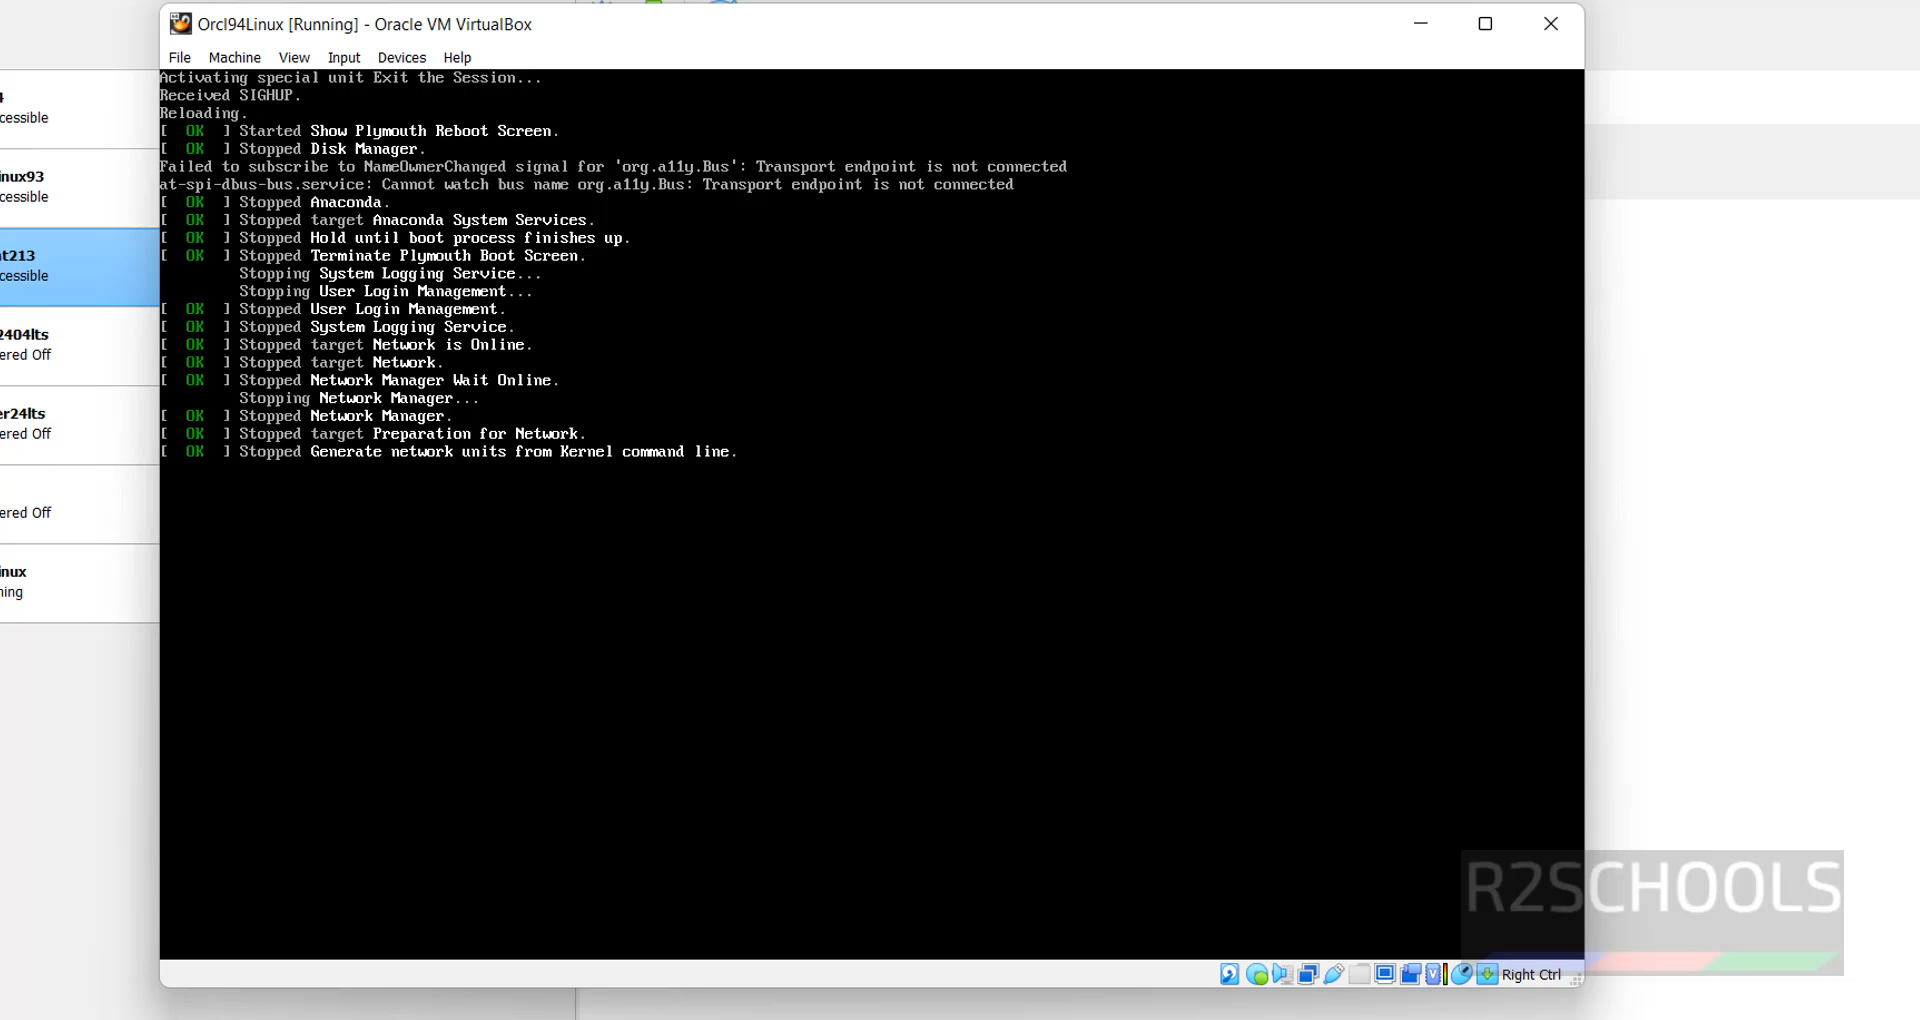 Orcl94Linux [Running] - Oracle VM VirtualBox
File Machine View Input Devices Help
Activating special unit Exit the Session...
Received SIGHUP.
Reloading.
[ OK ] Started Show Plymouth Reboot Screen.
[ OK ] Stopped Disk Manager.
Failed to subscribe to NameOwnerChanged signal for 'org.a11y.Bus': Transport endpoint is not connected
at-spi-dbus-bus.service: Cannot watch bus name org.a11y.Bus: Transport endpoint is not connected
[ OK ] Stopped Anaconda.
[ OK ] Stopped target Anaconda System Services.
[ OK ] Stopped Hold until boot process finishes up.
[ OK ] Stopped Terminate Plymouth Boot Screen.
Stopping System Logging Service...
Stopping User Login Management...
[ OK ] Stopped User Login Management.
[ OK ] Stopped System Logging Service.
[ OK ] Stopped target Network is Online.
[ OK ] Stopped target Network.
[ OK ] Stopped Network Manager Wait Online.
Stopping Network Manager...
[ OK ] Stopped Network Manager.
[ OK ] Stopped target Preparation for Network.
[ OK ] Stopped Generate network units from Kernel command line.
4
cessible
inux93
cessible
t213
cessible
2404lts
ered Off
er24lts
ered Off
ered Off
inux
ning
R2SCHOOLS
Right Ctrl